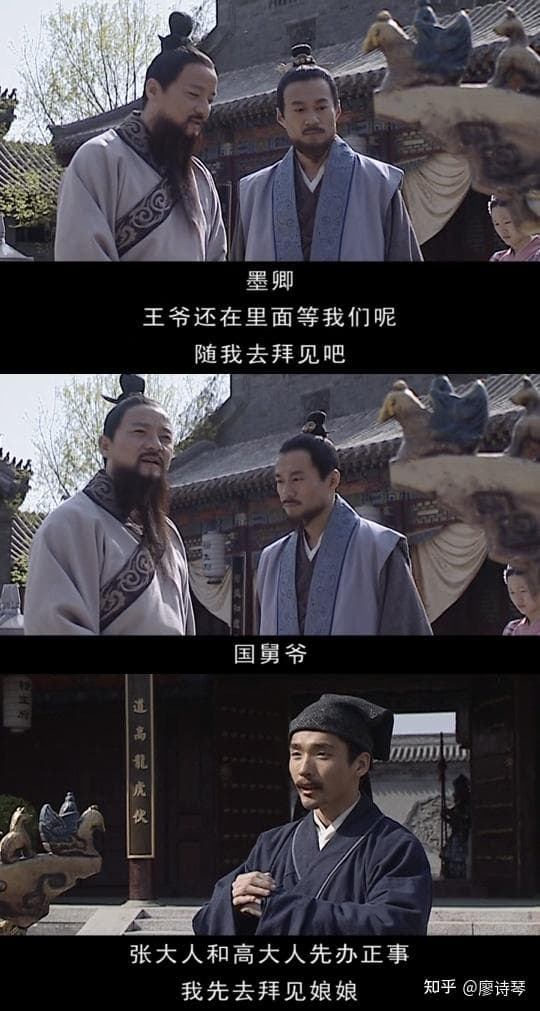 墨卿
王爷还在里面等我们呢
随我去拜见吧
国舅爷
道高龍虎伏
张大人和高大人先办正事
我先去拜见娘娘
知乎 @廖诗琴